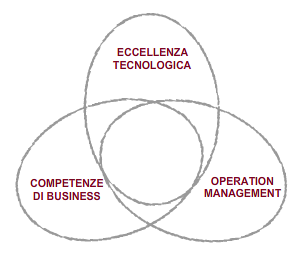 ECCELLENZA
TECNOLOGICA
COMPETENZE
DI BUSINESS
OPERATION
MANAGEMENT